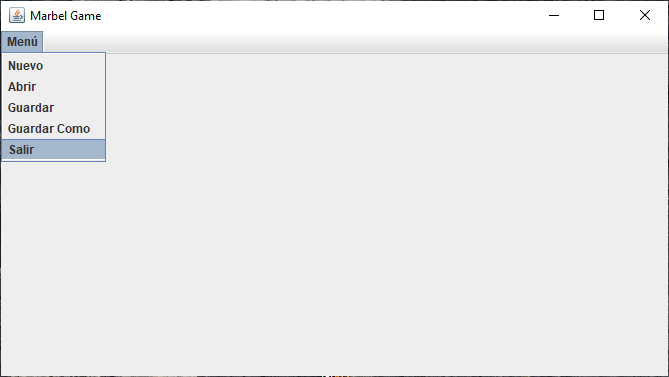 Marbel Game
Menú
Nuevo
Abrir
Guardar
Guardar Como
Salir